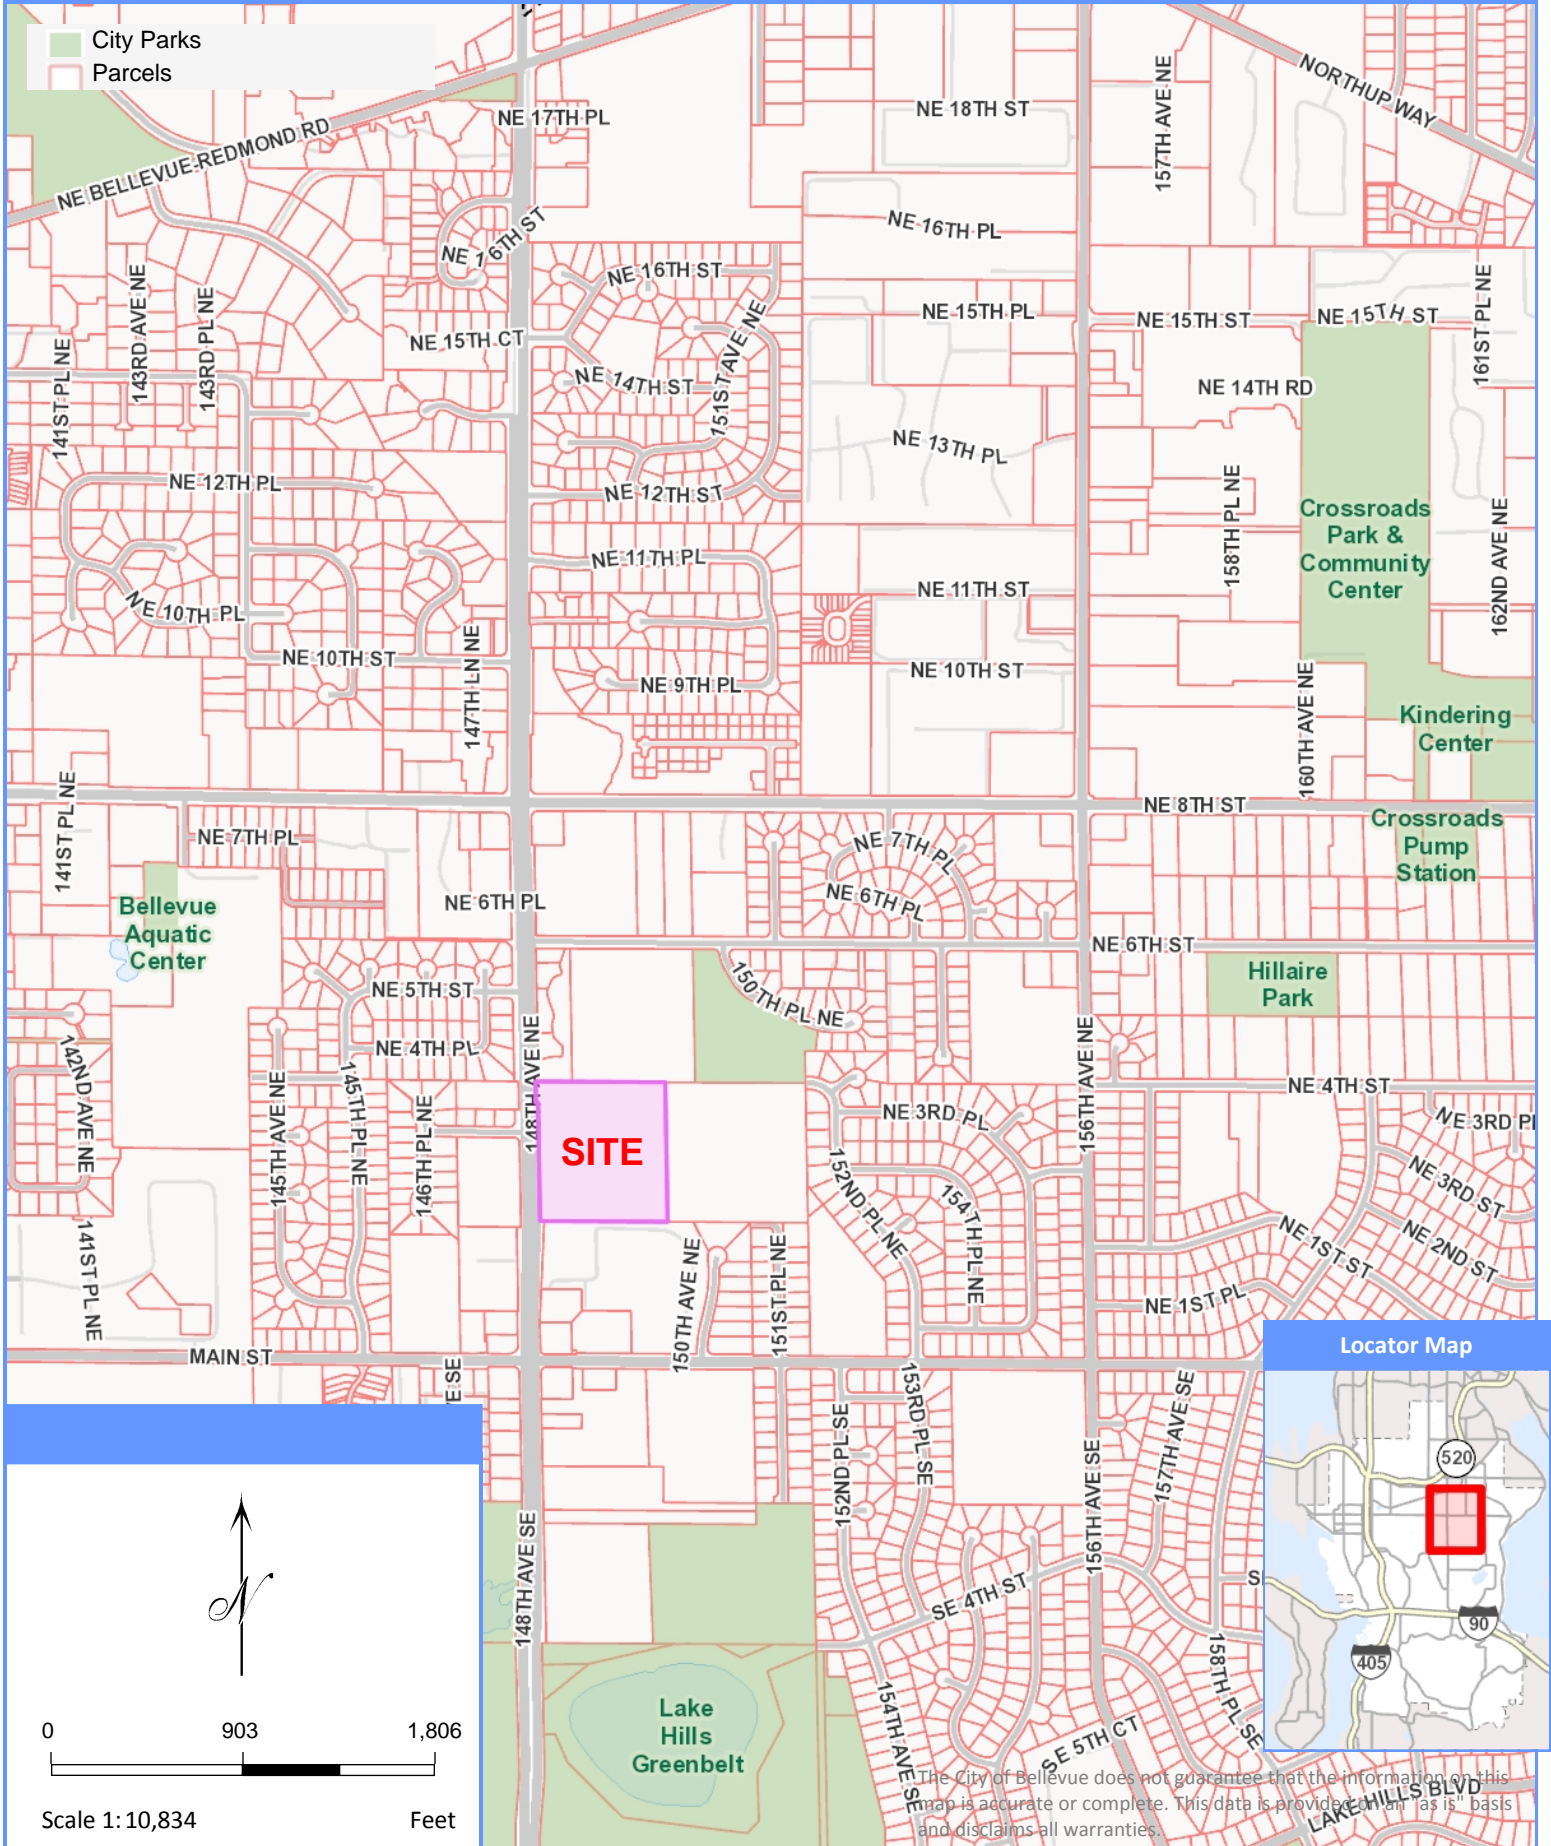 City Parks
Parcels
NORTHUP WAY
NE 17TH PL
NE 18TH ST
157TH AVE NE
NE BELLEVUE-REDMOND RD
NE 16TH ST
NE 16TH PL
NE 16TH ST
143RD AVE NE
143RD PL NE
141ST PL NE
NE 15TH CT
151ST AVE NE
NE 15TH PL
NE 15TH ST
NE 15TH ST
161ST PL NE
NE 14TH ST
NE 14TH RD
NE 13TH PL
NE 12TH PL
NE 12TH ST
158TH PL NE
Crossroads
Park &
Community
Center
162ND AVE NE
NE 11TH PL
NE 11TH ST
NE 10TH PL
NE 10TH ST
147TH LN NE
NE 9TH PL
NE 10TH ST
160TH AVE NE
Kindering
Center
141ST PL NE
NE 8TH ST
NE 7TH PL
NE 7TH PL
Crossroads
Pump
Station
NE 6TH PL
NE 6TH PL
Bellevue
Aquatic
Center
NE 6TH ST
Hillaire
Park
NE 5TH ST
150TH PL NE
NE 4TH PL
142ND AVE NE
145TH AVE NE
145TH PL NE
146TH PL NE
148TH AVE NE
156TH AVE NE
NE 4TH ST
NE 3RD PL
NE 3RD PL
SITE
152ND PL NE
154TH PL NE
NE 3RD ST
NE 2ND ST
NE 1ST ST
NE 1ST PL
141ST PL NE
150TH AVE NE
151ST PL NE
MAIN ST
VE SE
152ND PL SE
153RD PL SE
156TH AVE SE
157TH AVE SE
148TH AVE SE
SE 4TH ST
158TH PL SE
154TH AVE SE
SE 5TH CT
LAKE HILLS BLVD
Lake
Hills
Greenbelt
Locator Map
520
90
405
N
0 903 1,806
Scale 1:10,834 Feet
The City of Bellevue does not guarantee that the information on this
map is accurate or complete. This data is provided on an "as is" basis
and disclaims all warranties.